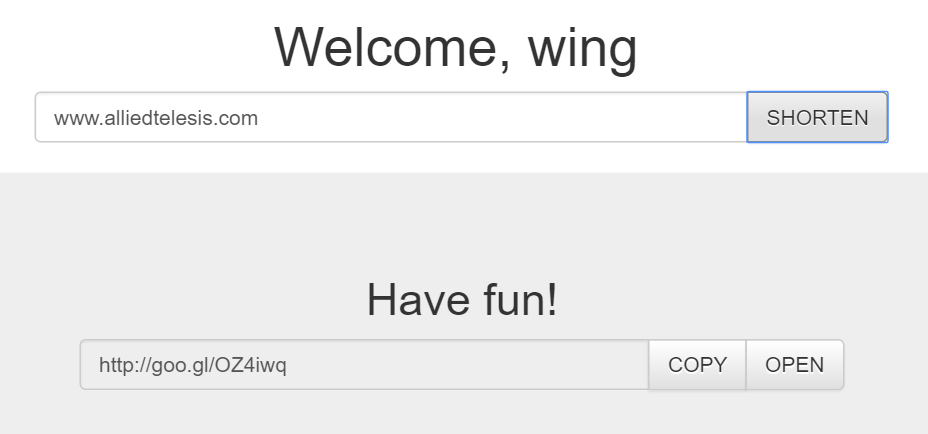 Welcome, wing
www.alliedtelesis.com SHORTEN
Have fun!
http://goo.gl/OZ4iwq COPY OPEN